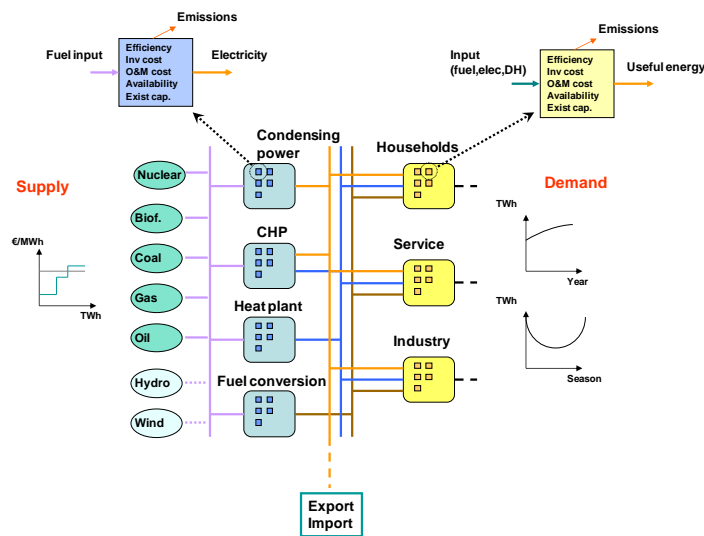 Emissions
Fuel input
Efficiency
Inv cost
O&M cost
Availability
Exist cap.
Electricity
Emissions
Input
(fuel,elec,DH)
Efficiency
Inv cost
O&M cost
Availability
Exist cap.
Useful energy
Supply
€/MWh
TWh
Nuclear
Biof.
Coal
Gas
Oil
Hydro
Wind
Condensing
power
CHP
Heat plant
Fuel conversion
Households
Service
Industry
Demand
TWh
Year
TWh
Season
Export
Import